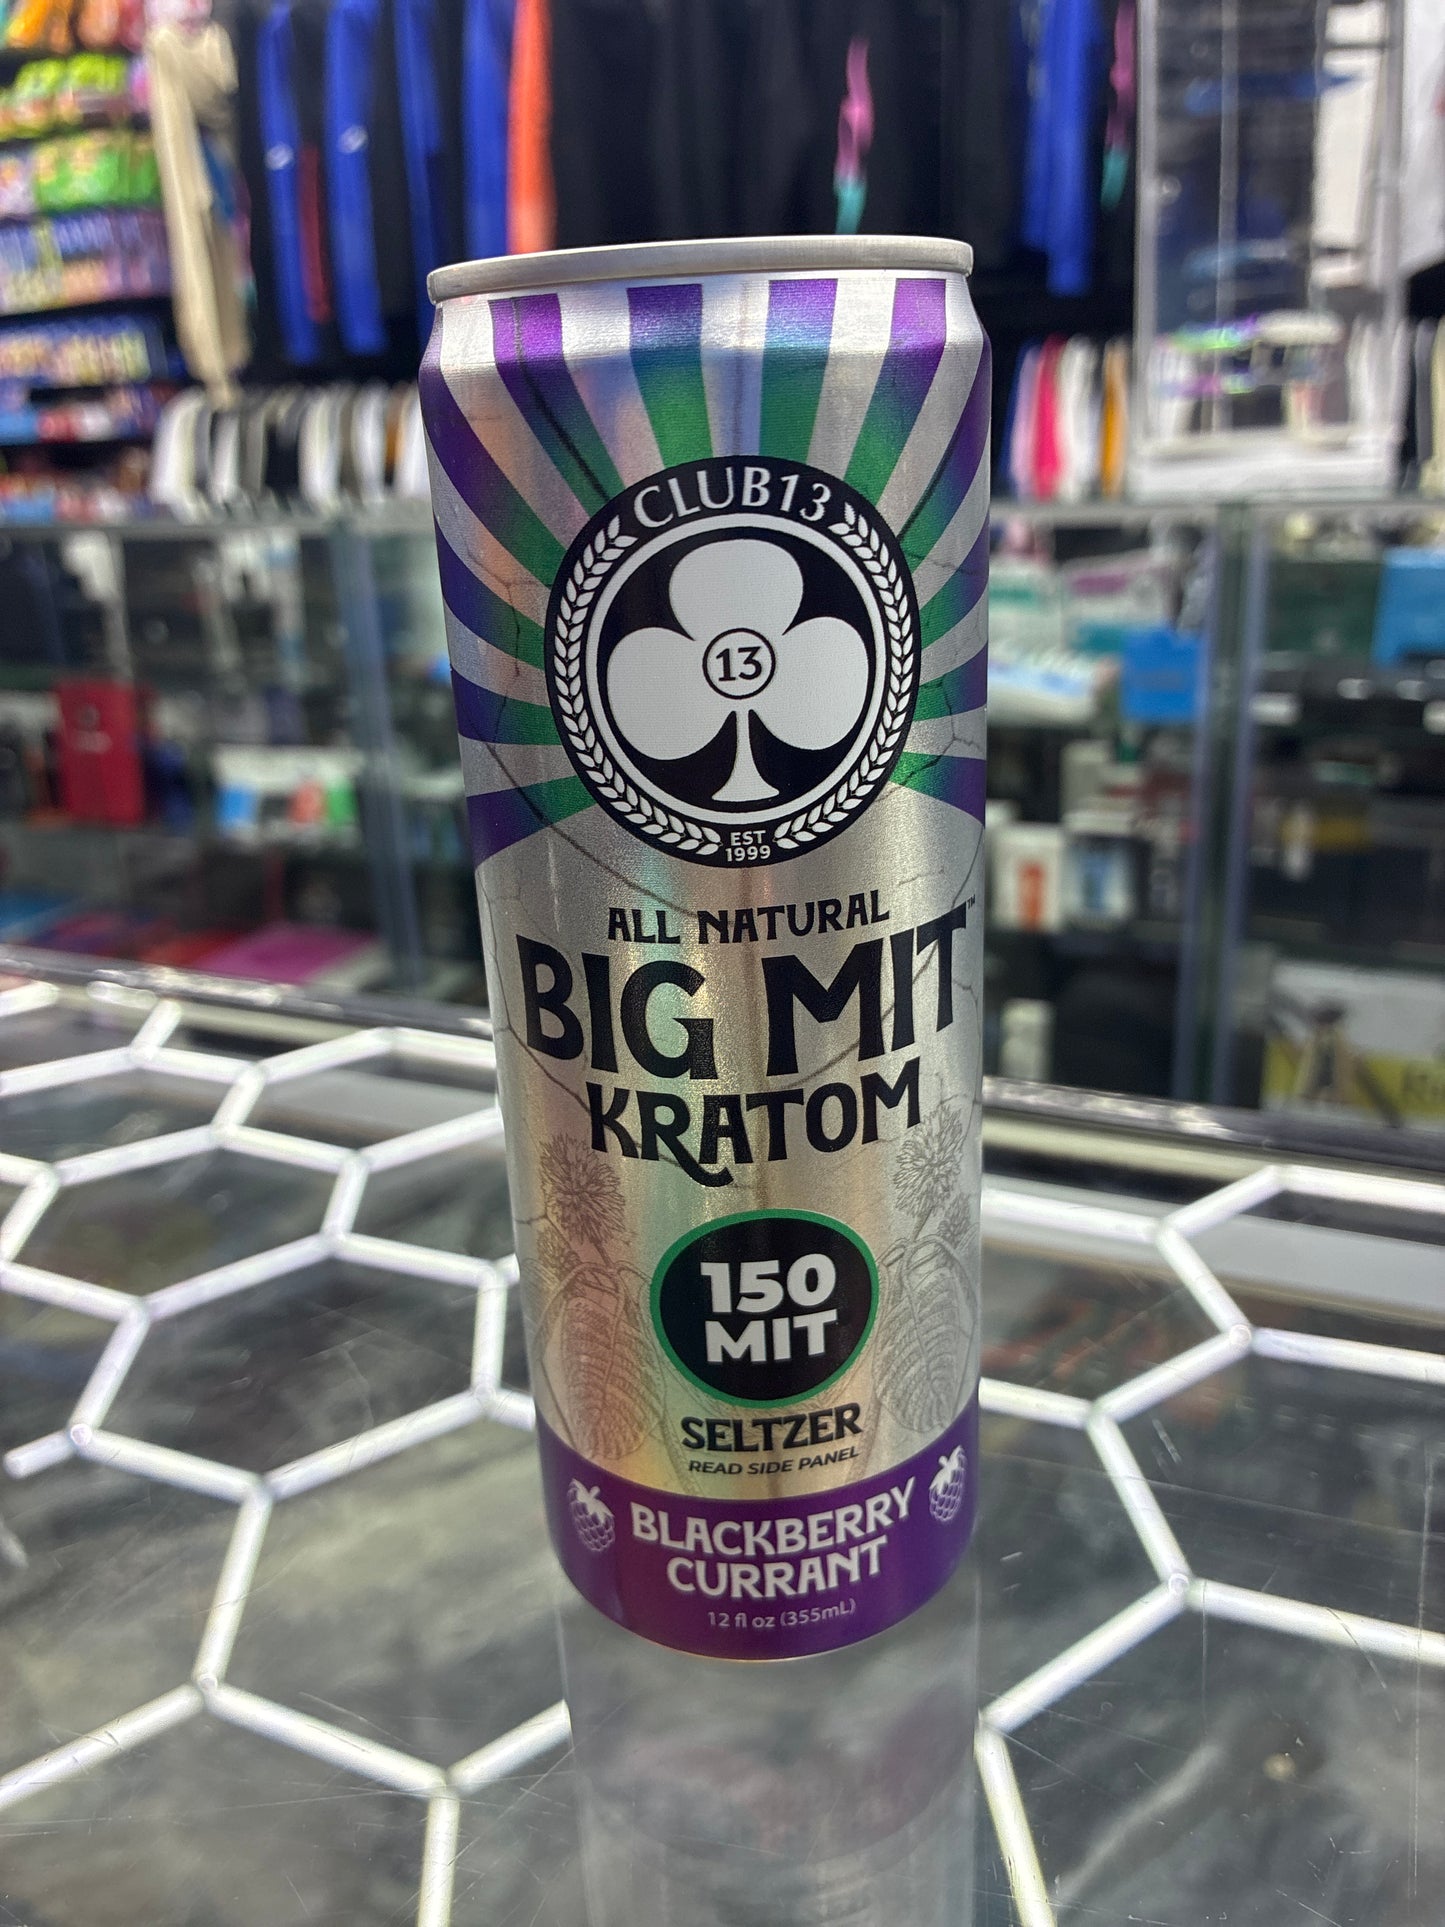 CLUB13
13
EST
1999
ALL NATURAL
BIG MIT™
KRATOM
150
MIT
SELTZER
READ SIDE PANEL
BLACKBERRY
CURRANT
12 fl oz (355mL)